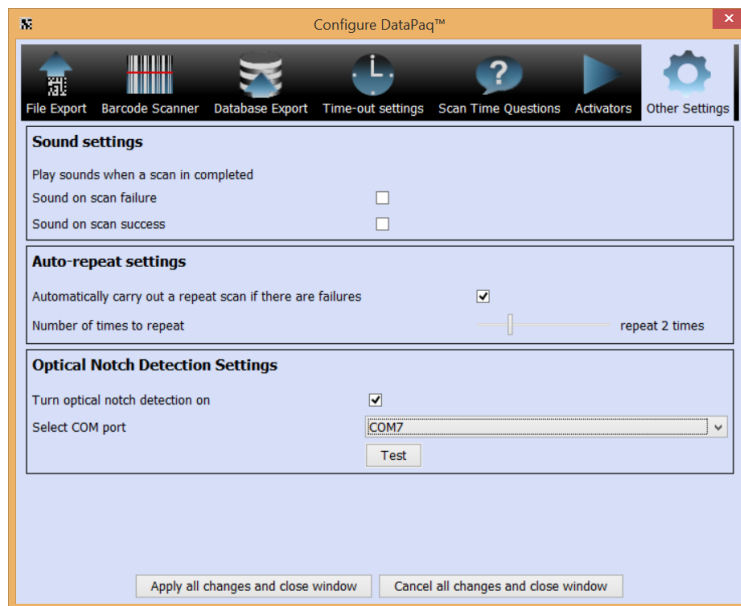 Configure DataPaq™
File Export Barcode Scanner Database Export Time-out settings Scan Time Questions Activators Other Settings
Sound settings
Play sounds when a scan in completed
Sound on scan failure
Sound on scan success
Auto-repeat settings
Automatically carry out a repeat scan if there are failures
Number of times to repeat repeat 2 times
Optical Notch Detection Settings
Turn optical notch detection on
Select COM port COM7
Test
Apply all changes and close window Cancel all changes and close window